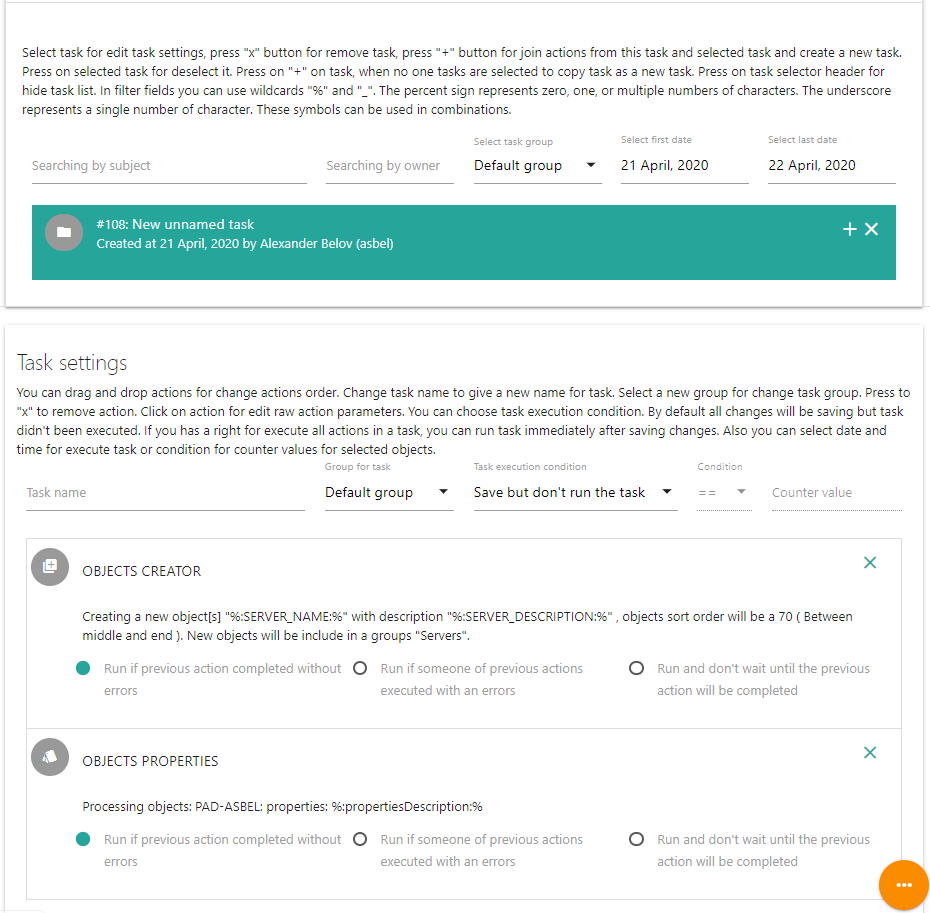 Select task for edit task settings, press "x" button for remove task, press "+" button for join actions from this task and selected task and create a new task.
Press on selected task for deselect it. Press on "+" on task, when no one tasks are selected to copy task as a new task. Press on task selector header for
hide task list. In filter fields you can use wildcards "%" and "_". The percent sign represents zero, one, or multiple numbers of characters. The underscore
represents a single number of character. These symbols can be used in combinations.
Searching by subject
Searching by owner
Select task group
Default group
Select first date
21 April, 2020
Select last date
22 April, 2020
#108: New unnamed task
Created at 21 April, 2020 by Alexander Belov (asbel)
Task settings
You can drag and drop actions for change actions order. Change task name to give a new name for task. Select a new group for change task group. Press to
"x" to remove action. Click on action for edit raw action parameters. You can choose task execution condition. By default all changes will be saving but task
didn't been executed. If you has a right for execute all actions in a task, you can run task immediately after saving changes. Also you can select date and
time for execute task or condition for counter values for selected objects.
Task name
Group for task
Default group
Task execution condition
Save but don't run the task
Condition
==
Counter value
OBJECTS CREATOR
Creating a new object[s] "%:SERVER_NAME:%" with description "%:SERVER_DESCRIPTION:%" , objects sort order will be a 70 ( Between
middle and end ). New objects will be include in a groups "Servers".
Run if previous action completed without
errors
Run if someone of previous actions
executed with an errors
Run and don't wait until the previous
action will be completed
OBJECTS PROPERTIES
Processing objects: PAD-ASBEL; properties: %:propertiesDescription:%
Run if previous action completed without
errors
Run if someone of previous actions
executed with an errors
Run and don't wait until the previous
action will be completed